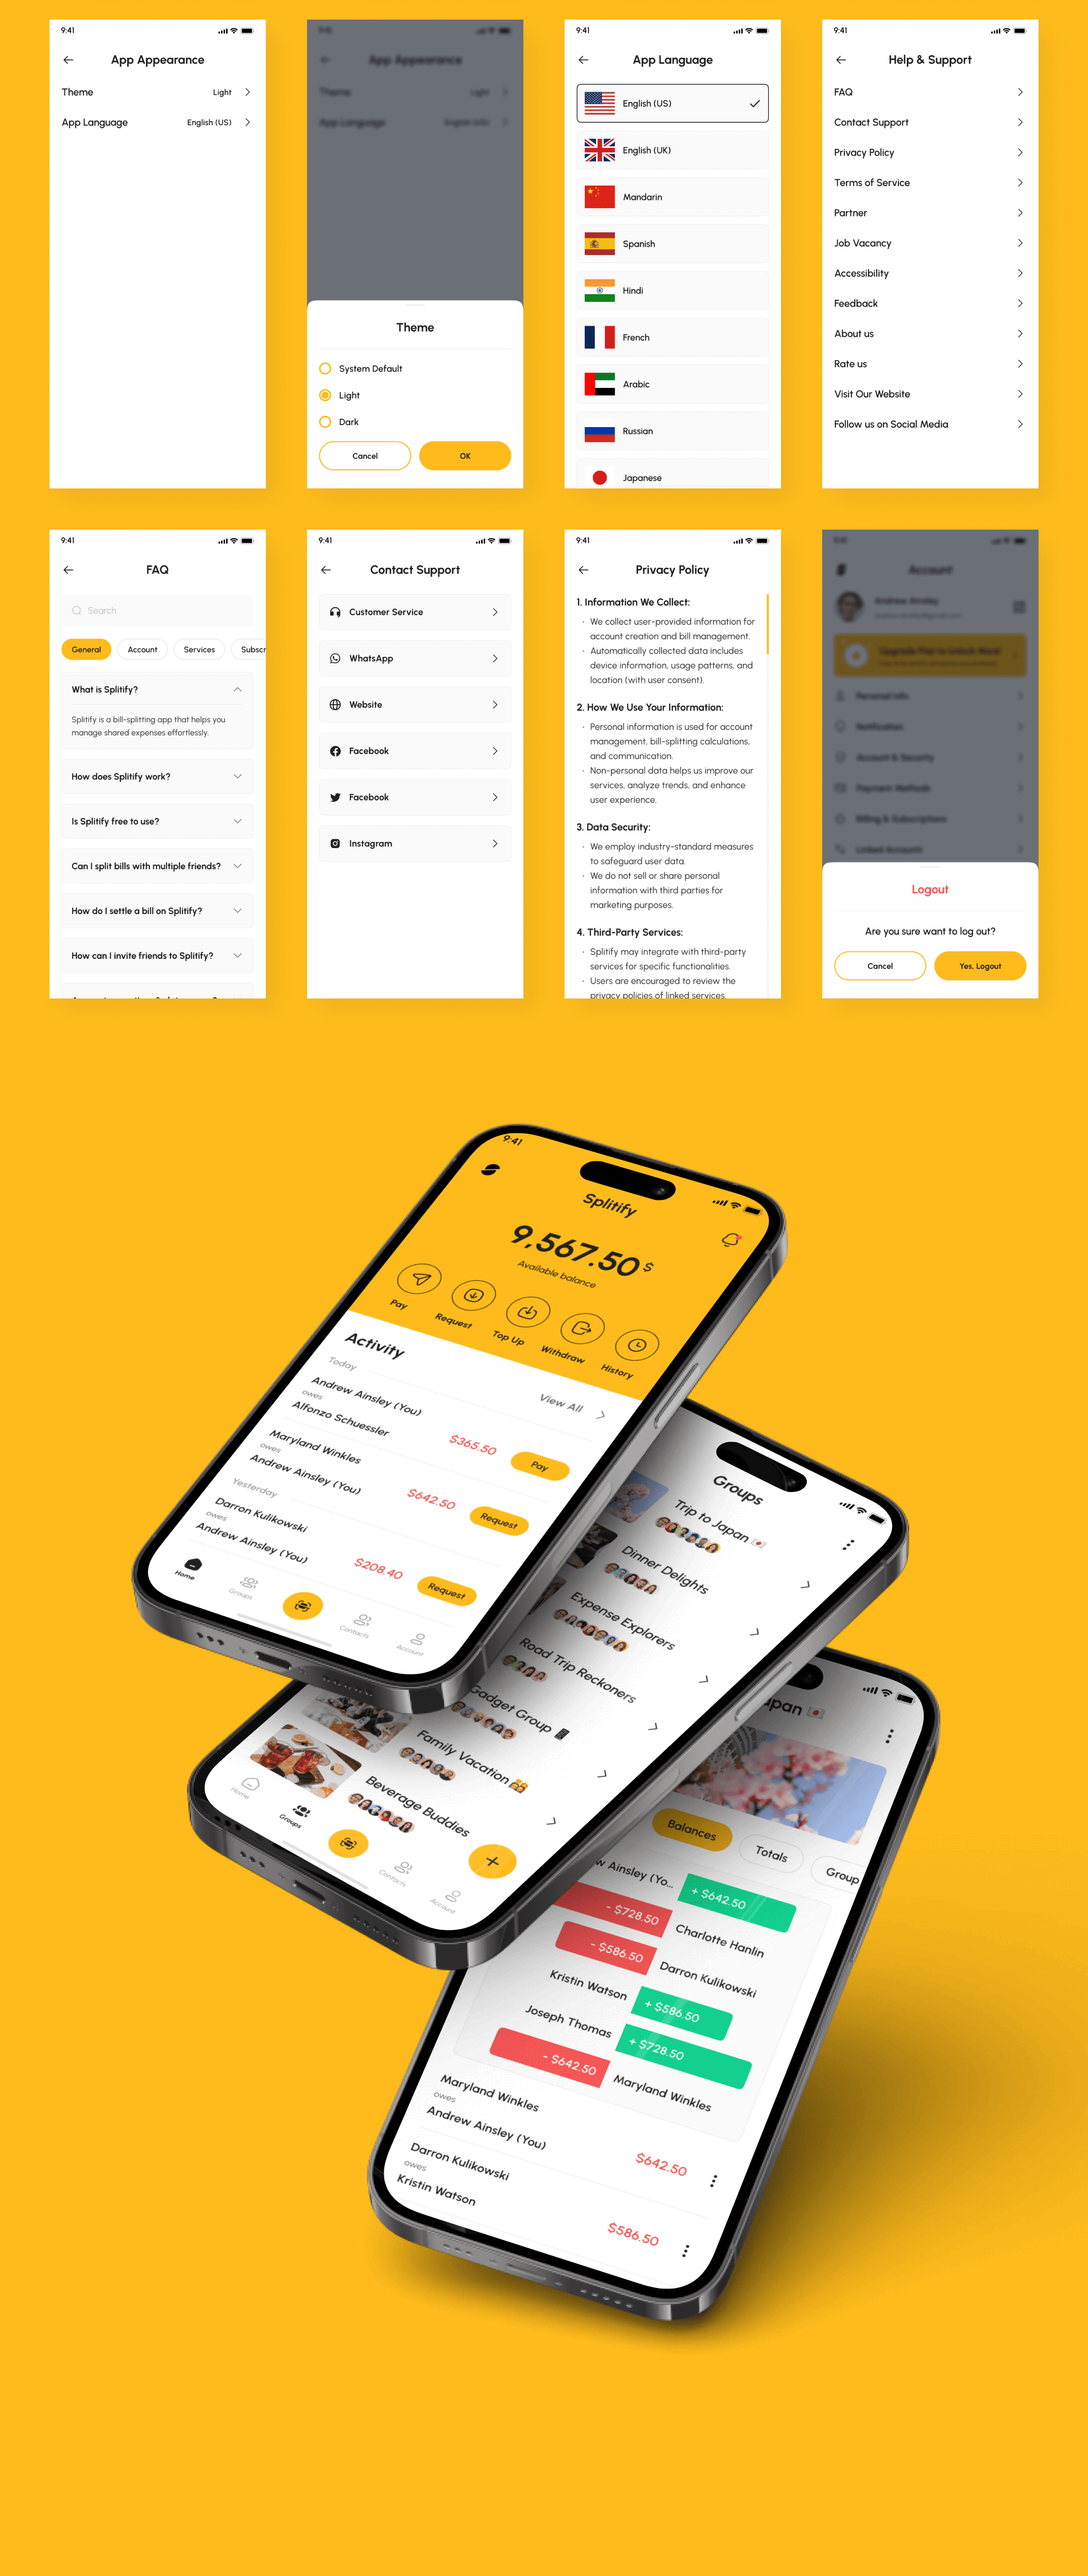 9:41
App Appearance
Theme
Light
App Language
English (US)
App Appearance
Theme
Light
App Language
English (US)
Theme
System Default
Light
Dark
Cancel
OK
9:41
App Language
English (US)
English (UK)
Mandarin
Spanish
Hindi
French
Arabic
Russian
Japanese
9:41
Help & Support
FAQ
Contact Support
Privacy Policy
Terms of Service
Partner
Job Vacancy
Accessibility
Feedback
About us
Rate us
Visit Our Website
Follow us on Social Media
9:41
FAQ
Search
General
Account
Services
Subscr
What is Splitify?
Splitify is a bill-splitting app that helps you
manage shared expenses effortlessly.
How does Splitify work?
Is Splitify free to use?
Can I split bills with multiple friends?
How do I settle a bill on Splitify?
How can I invite friends to Splitify?
9:41
Contact Support
Customer Service
WhatsApp
Website
Facebook
Facebook
Instagram
9:41
Privacy Policy
1. Information We Collect:
· We collect user-provided information for
account creation and bill management.
· Automatically collected data includes
device information, usage patterns, and
location (with user consent).
2. How We Use Your Information:
· Personal information is used for account
management, bill-splitting calculations,
and communication.
· Non-personal data helps us improve our
services, analyze trends, and enhance
user experience.
3. Data Security:
· We employ industry-standard measures
to safeguard user data.
· We do not sell or share personal
information with third parties for
marketing purposes.
4. Third-Party Services:
· Splitify may integrate with third-party
services for specific functionalities.
· Users are encouraged to review the
privacy policies of linked services.
Account
Andrew Ainsley
Upgrade Plan to Unlock More!
Personal Info
Notification
Account & Security
Payment Methods
Billing & Subscriptions
Linked Accounts
Logout
Are you sure want to log out?
Cancel
Yes, Logout
9:41
Splitify
9,567.50 $
Available balance
Pay
Request
Top Up
Withdraw
History
Activity
View All
Today
Andrew Ainsley (You)
owes
Alfonzo Schuessler
$365.50
Pay
Maryland Winkles
owes
Andrew Ainsley (You)
$642.50
Request
Yesterday
Darron Kulikowski
owes
Andrew Ainsley (You)
$208.40
Request
Home
Groups
Contacts
Account
Groups
Trip to Japan 🇯🇵
Dinner Delights
Expense Explorers
Road Trip Reckoners
Gadget Group 📱
Family Vacation
Beverage Buddies
Home
Groups
Contacts
Account
apan 🇯🇵
Balances
Totals
Group
w Ainsley (Yo...
+ $642.50
- $728.50
Charlotte Hanlin
- $586.50
Darron Kulikowski
Kristin Watson
+ $586.50
Joseph Thomas
+ $728.50
- $642.50
Maryland Winkles
Maryland Winkles
owes
Andrew Ainsley (You)
$642.50
Darron Kulikowski
owes
Kristin Watson
$586.50